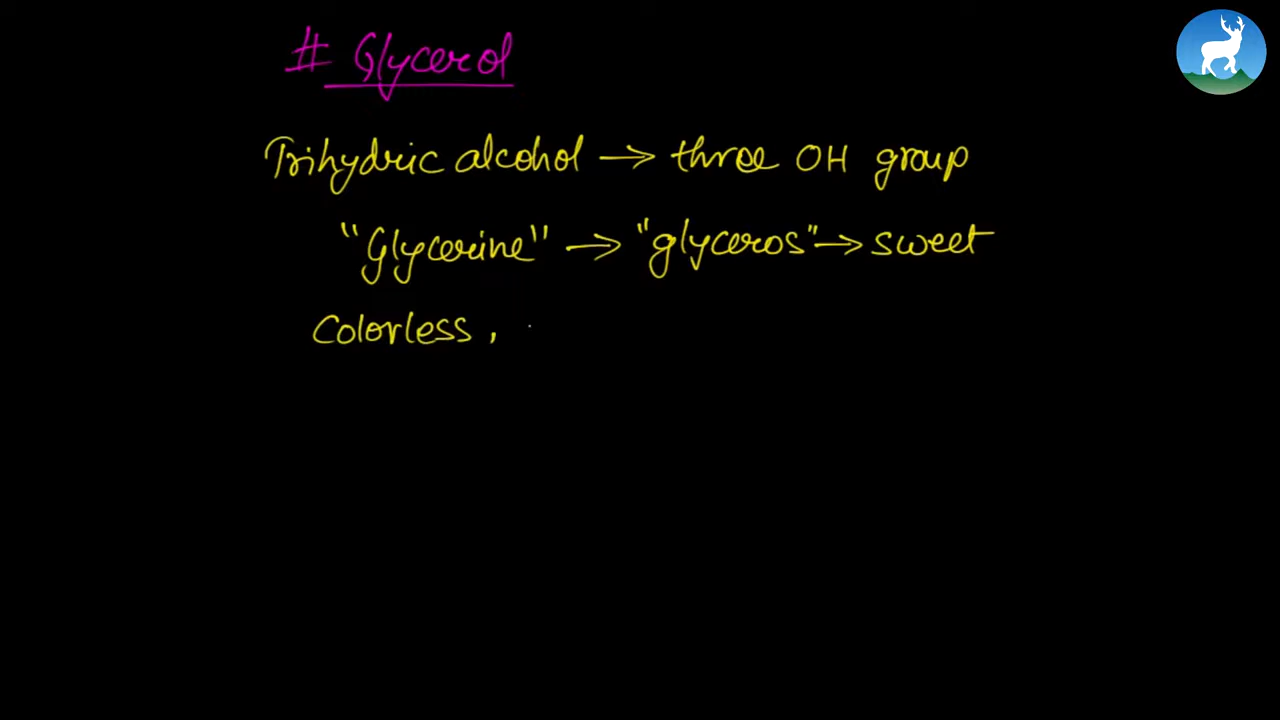 # Glycerol
Trihydric alcohol → three OH group
"Glycerine" → "glyceros" → sweet
Colorless,